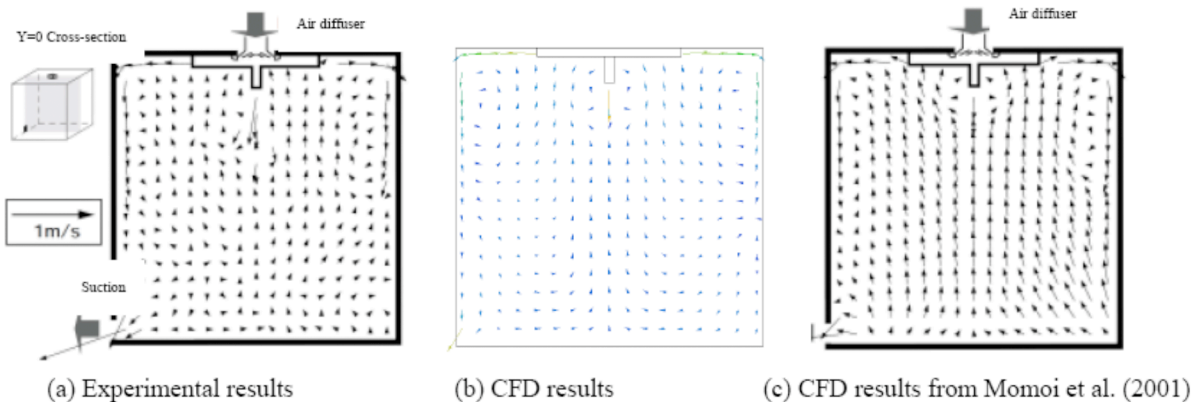 Air diffuser
Y=0 Cross-section
1m/s
Suction
Air diffuser
(a) Experimental results
(b) CFD results
(c) CFD results from Momoi et al. (2001)